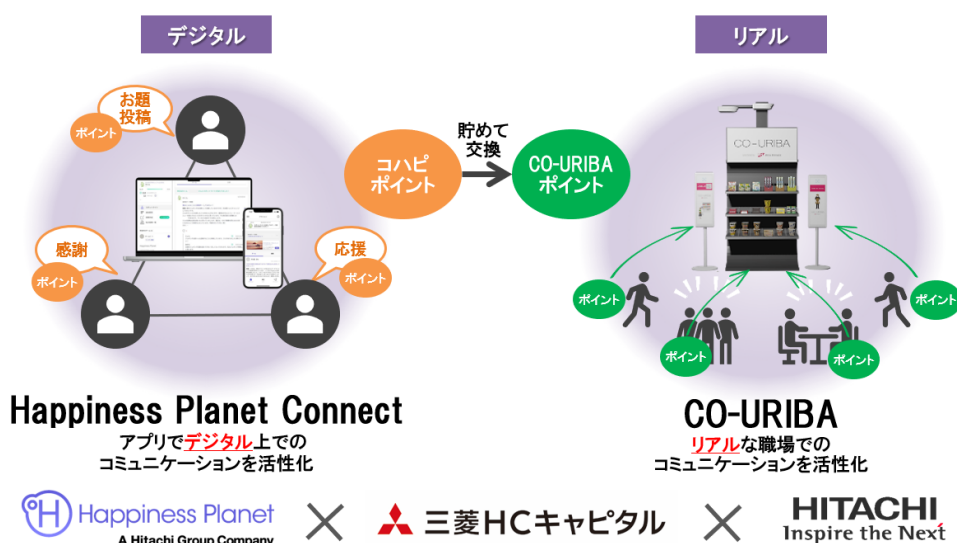 デジタル
リアル
お題
投稿
ポイント
感謝
ポイント
応援
ポイント
コハピ
ポイント
貯めて
交換
CO-URIBA
ポイント
CO-URIBA
ポイント
ポイント
ポイント
ポイント
Happiness Planet Connect
アプリでデジタル上での
コミュニケーションを活性化
CO-URIBA
リアルな職場での
コミュニケーションを活性化
Happiness Planet
A Hitachi Group Company
三菱HCキャピタル
HITACHI
Inspire the Next